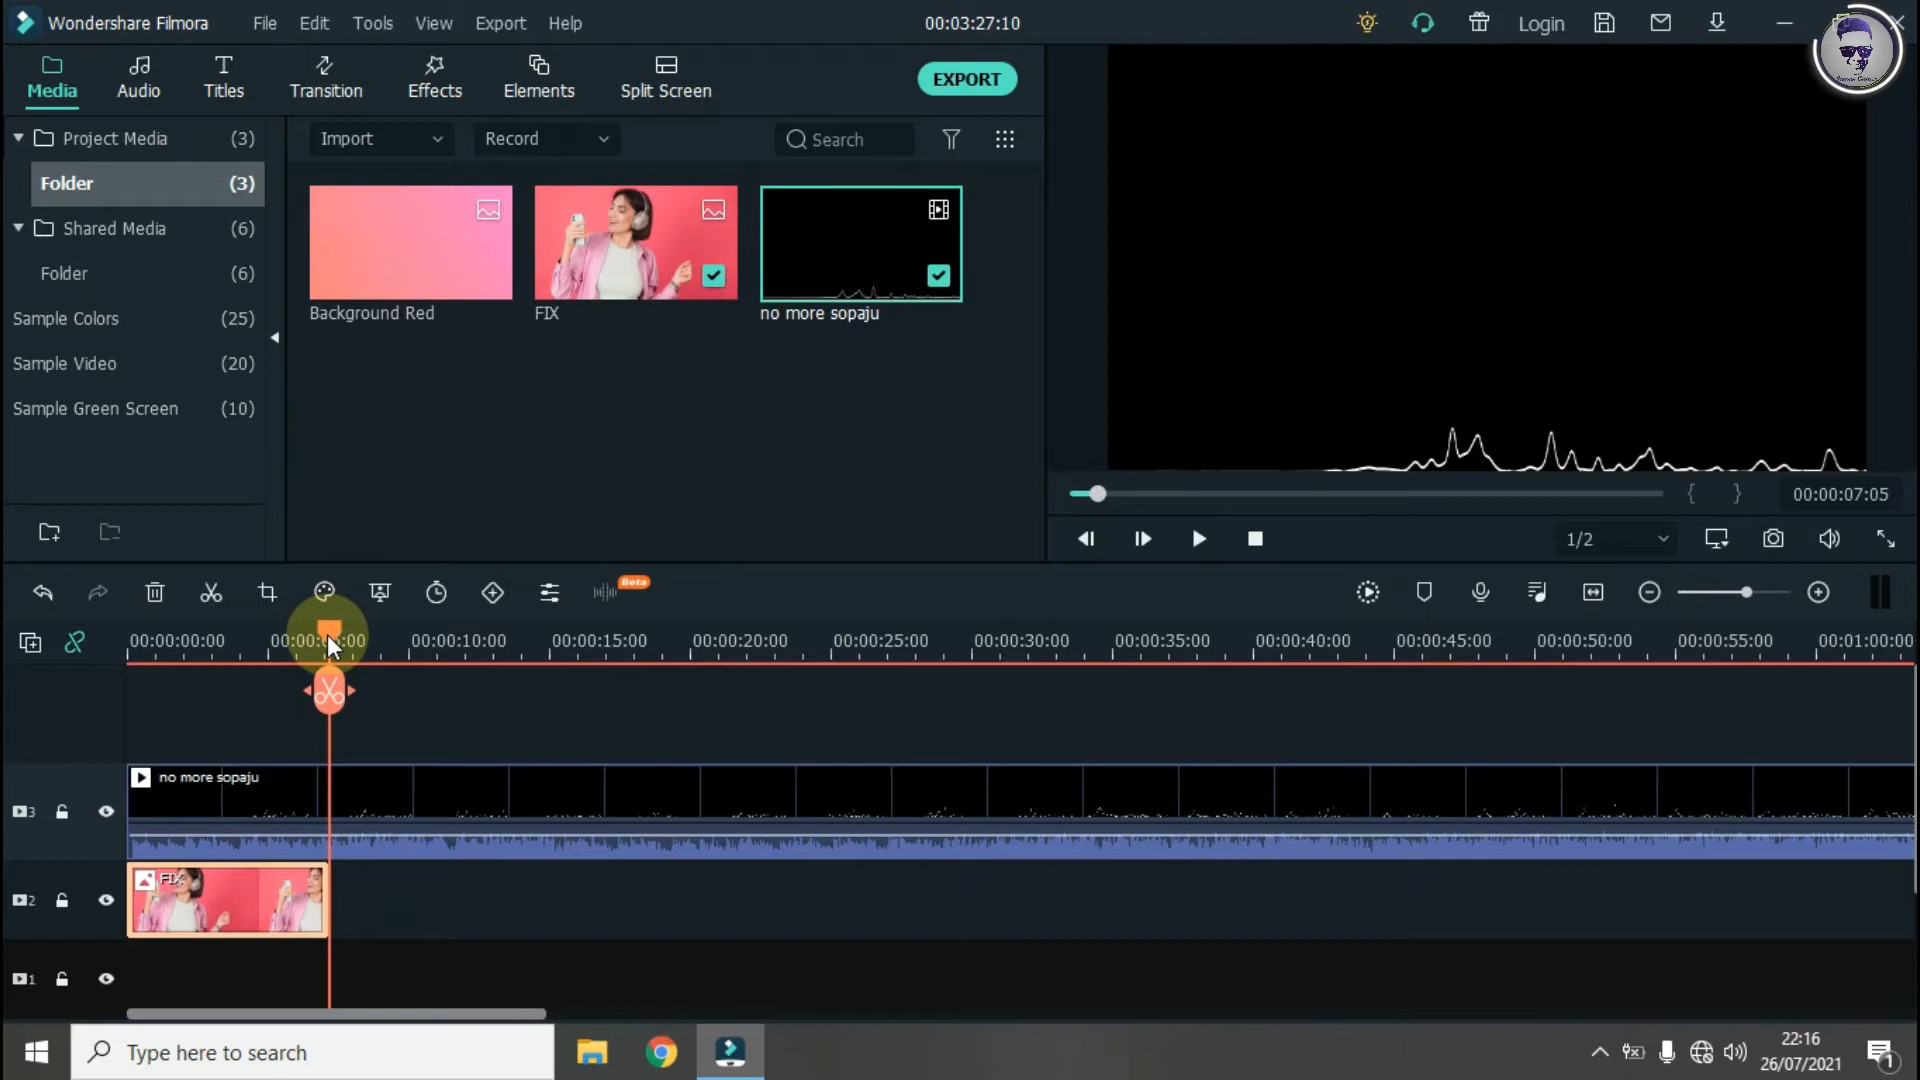 Wondershare Filmora File Edit Tools View Export Help 00:03:27:10 Login
Media Audio Titles Transition Effects Elements Split Screen EXPORT
Project Media (3)
Import Record Search
Folder (3)
Shared Media (6)
Folder (6)
Sample Colors (25)
Sample Video (20)
Sample Green Screen (10)
Background Red FIX no more sopaju
{ } 00:00:07:05
1/2
Beta
00:00:00:00 00:00:05:00 00:00:10:00 00:00:15:00 00:00:20:00 00:00:25:00 00:00:30:00 00:00:35:00 00:00:40:00 00:00:45:00 00:00:50:00 00:00:55:00 00:01:00:00
no more sopaju
3
FIX
2
1
Type here to search
22:16
26/07/2021
1